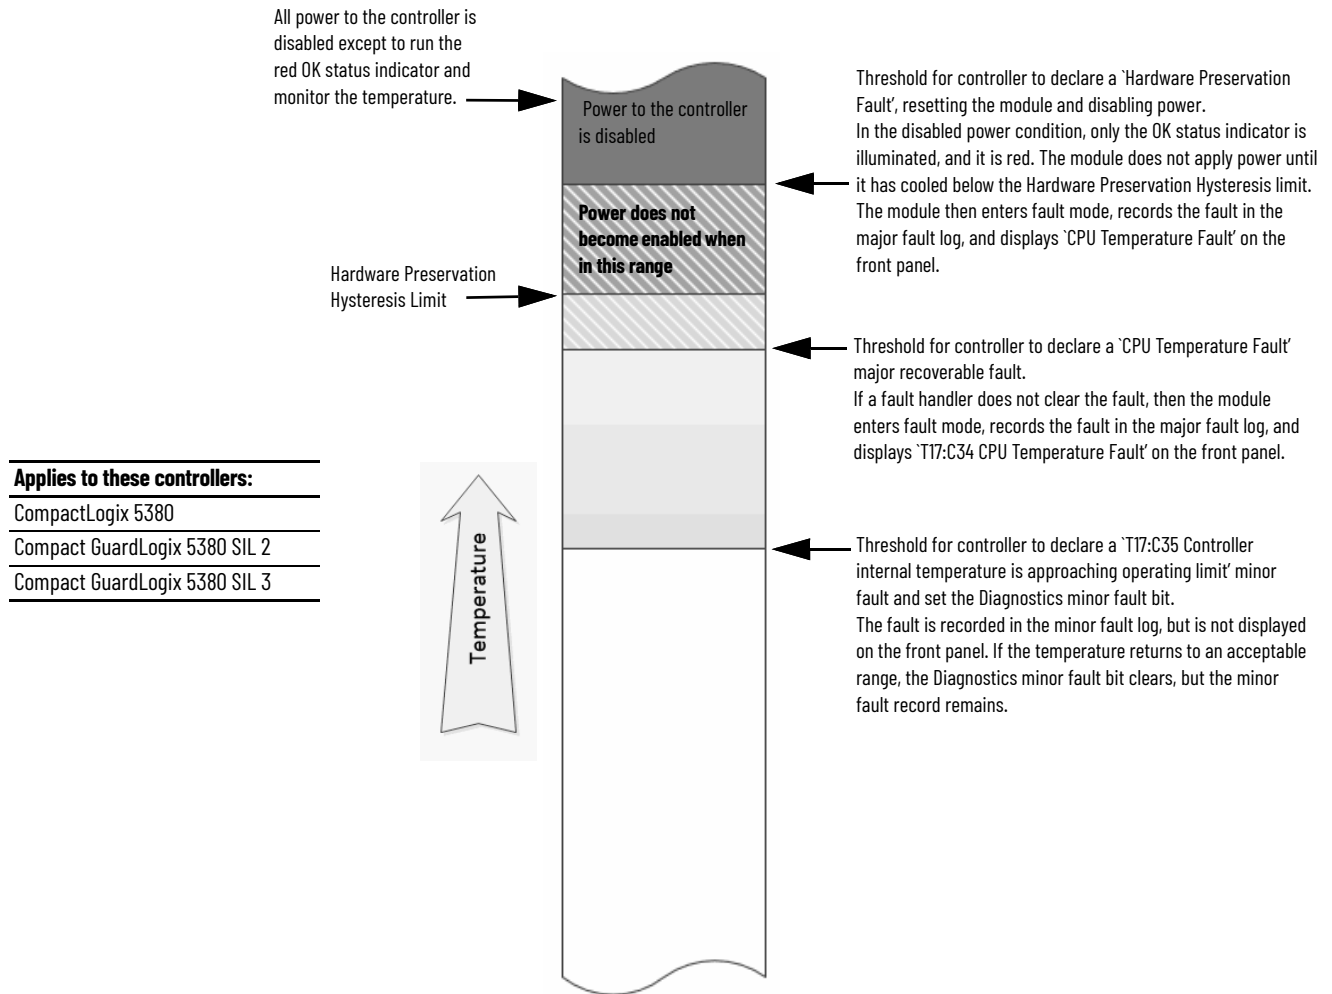 All power to the controller is
disabled except to run the
red OK status indicator and
monitor the temperature.
Power to the controller
is disabled
Threshold for controller to declare a `Hardware Preservation
Fault', resetting the module and disabling power.
In the disabled power condition, only the OK status indicator is
illuminated, and it is red. The module does not apply power until
it has cooled below the Hardware Preservation Hysteresis limit.
The module then enters fault mode, records the fault in the
major fault log, and displays `CPU Temperature Fault' on the
front panel.
Power does not
become enabled when
in this range
Hardware Preservation
Hysteresis Limit
Threshold for controller to declare a `CPU Temperature Fault'
major recoverable fault.
If a fault handler does not clear the fault, then the module
enters fault mode, records the fault in the major fault log, and
displays `T17:C34 CPU Temperature Fault' on the front panel.
Applies to these controllers:
CompactLogix 5380
Compact GuardLogix 5380 SIL 2
Compact GuardLogix 5380 SIL 3
Temperature
Threshold for controller to declare a `T17:C35 Controller
internal temperature is approaching operating limit' minor
fault and set the Diagnostics minor fault bit.
The fault is recorded in the minor fault log, but is not displayed
on the front panel. If the temperature returns to an acceptable
range, the Diagnostics minor fault bit clears, but the minor
fault record remains.